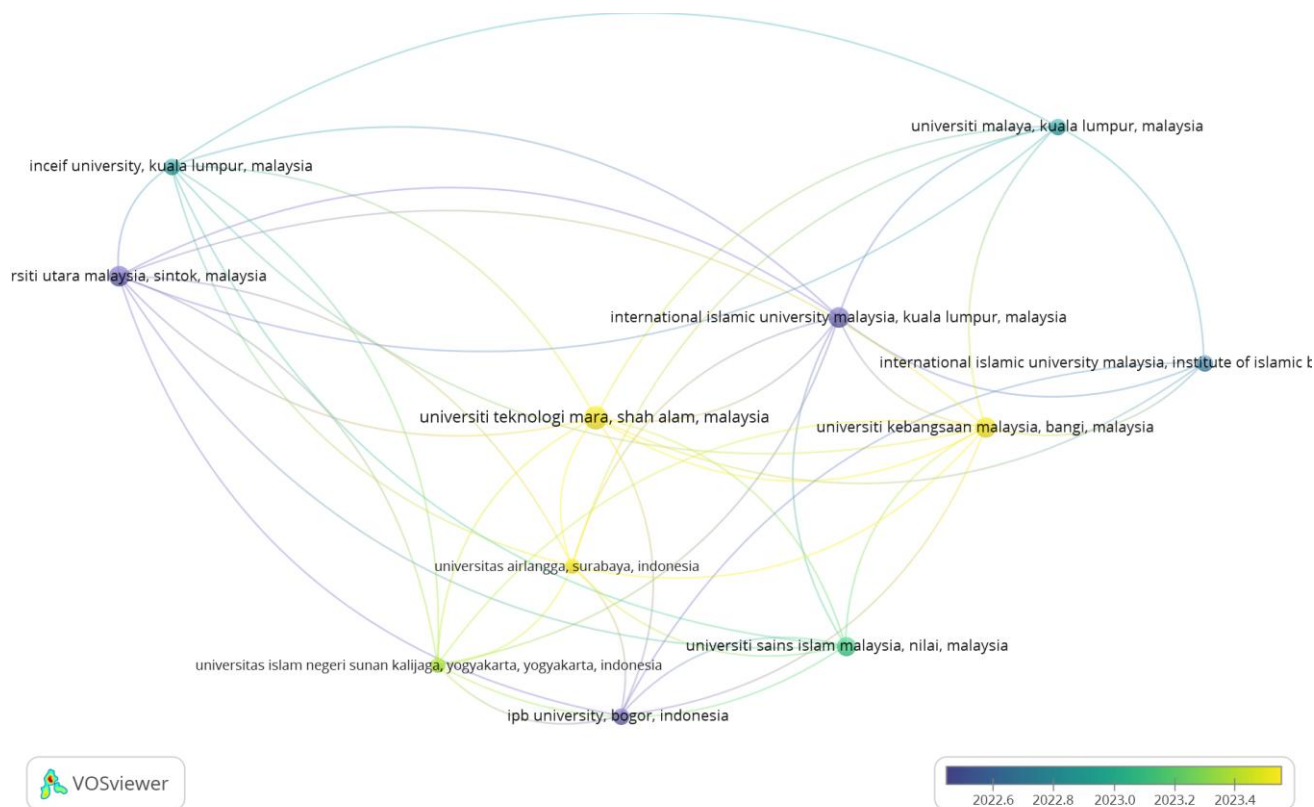 universiti malaya, kuala lumpur, malaysia
inceif university, kuala lumpur, malaysia
rsiti utara malaysia, sintok, malaysia
international islamic university malaysia, kuala lumpur, malaysia
international islamic university malaysia, institute of islamic b
universiti teknologi mara, shah alam, malaysia
universiti kebangsaan malaysia, bangi, malaysia
universitas airlangga, surabaya, indonesia
universiti sains islam malaysia, nilai, malaysia
universitas islam negeri sunan kalijaga, yogyakarta, yogyakarta, indonesia
ipb university, bogor, indonesia
VOSviewer
2022.6 2022.8 2023.0 2023.2 2023.4